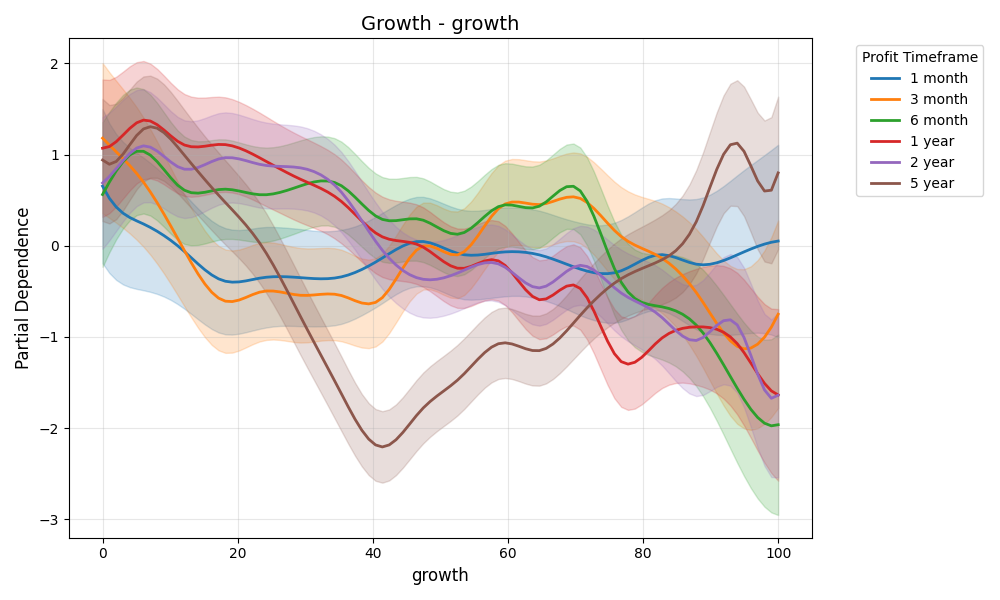 Growth - growth
Profit Timeframe
1 month
3 month
6 month
1 year
2 year
5 year
Partial Dependence
2
1
0
−1
−2
−3
0 20 40 60 80 100
growth